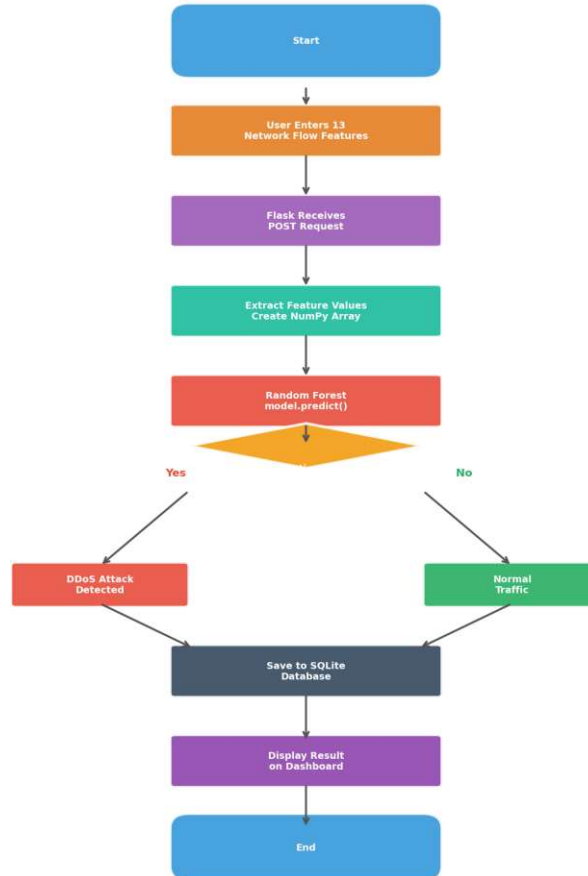 Start
User Enters 13
Network Flow Features
Flask Receives
POST Request
Extract Feature Values
Create NumPy Array
Random Forest
model.predict()
Yes
No
DDoS Attack
Detected
Normal
Traffic
Save to SQLite
Database
Display Result
on Dashboard
End